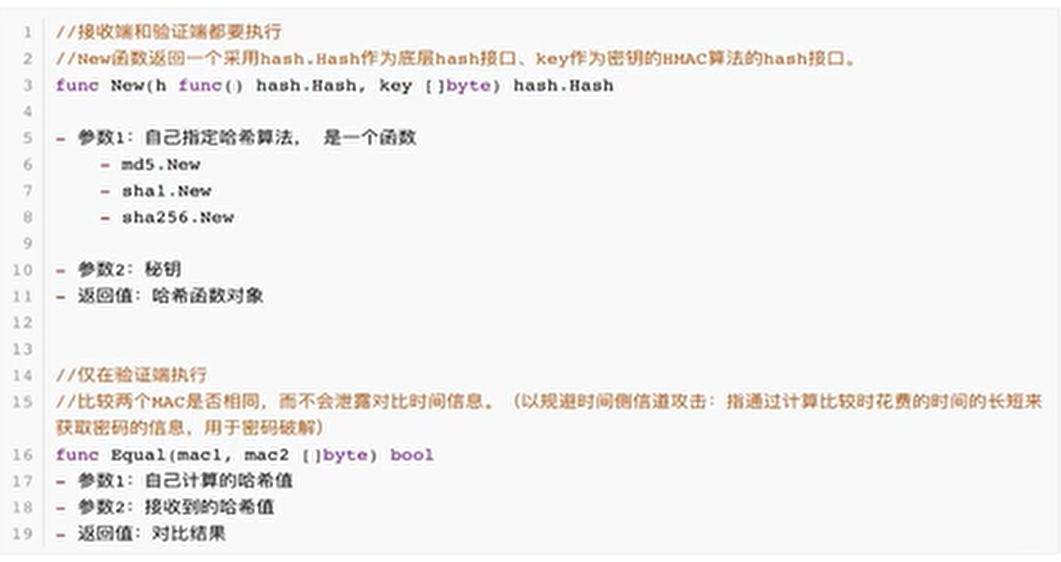 1 //接收端和验证端都要执行
2 //New函数返回一个采用hash.Hash作为底层hash接口、key作为密钥的HMAC算法的hash接口。
3 func New(h func() hash.Hash, key []byte) hash.Hash
4
5 - 参数1：自己指定哈希算法， 是一个函数
6 - md5.New
7 - sha1.New
8 - sha256.New
9
10 - 参数2：秘钥
11 - 返回值：哈希函数对象
12
13
14 //仅在验证端执行
15 //比较两个MAC是否相同，而不会泄露对比时间信息。（以规避时间侧信道攻击：指通过计算比较时花费的时间的长短来
获取密码的信息，用于密码破解）
16 func Equal(mac1, mac2 []byte) bool
17 - 参数1：自己计算的哈希值
18 - 参数2：接收到的哈希值
19 - 返回值：对比结果